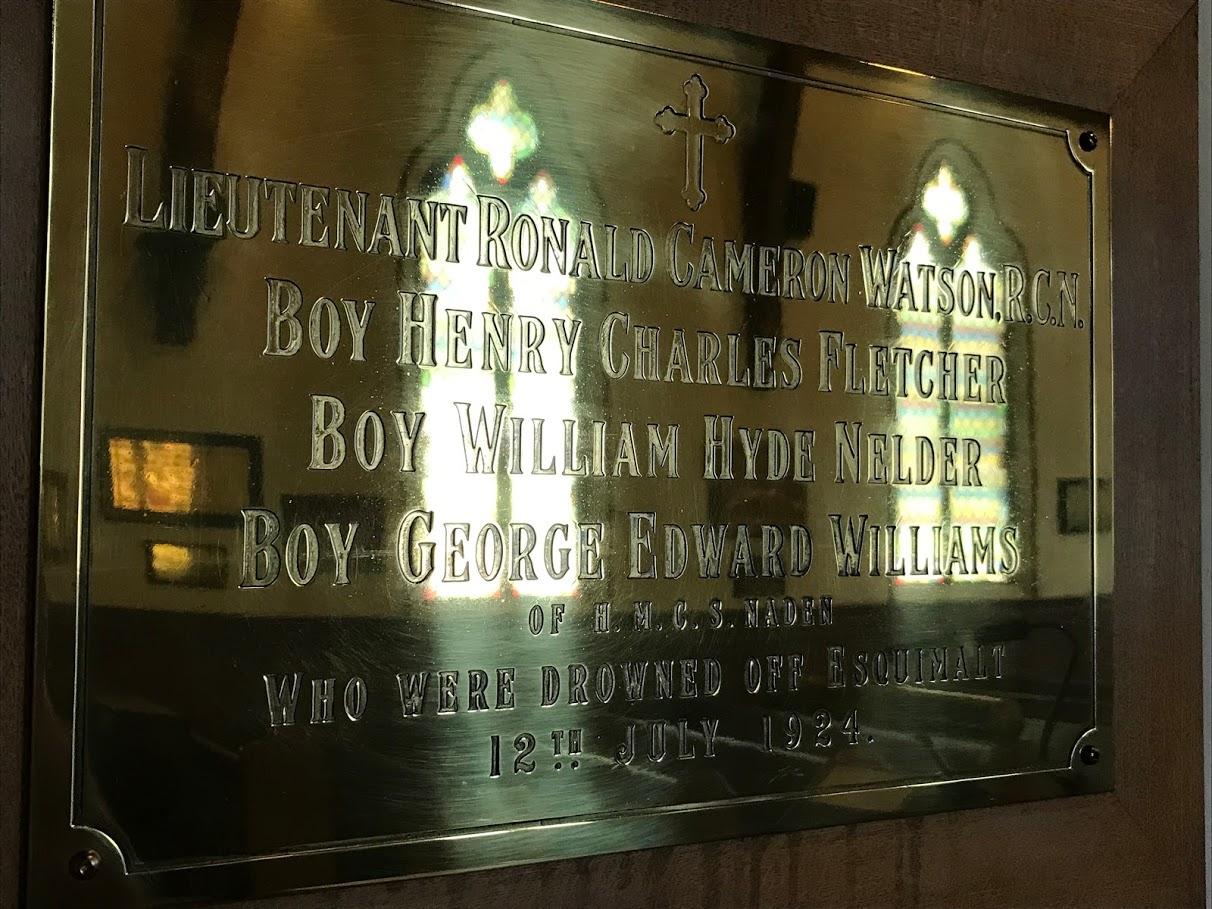 Lieutenant Ronald Cameron Watson, R.C.N.
Boy Henry Charles Fletcher
Boy William Hyde Nelder
Boy George Edward Williams
OF H.M.C.S. NADEN
Who were drowned off Esquimalt
12TH JULY 1924.